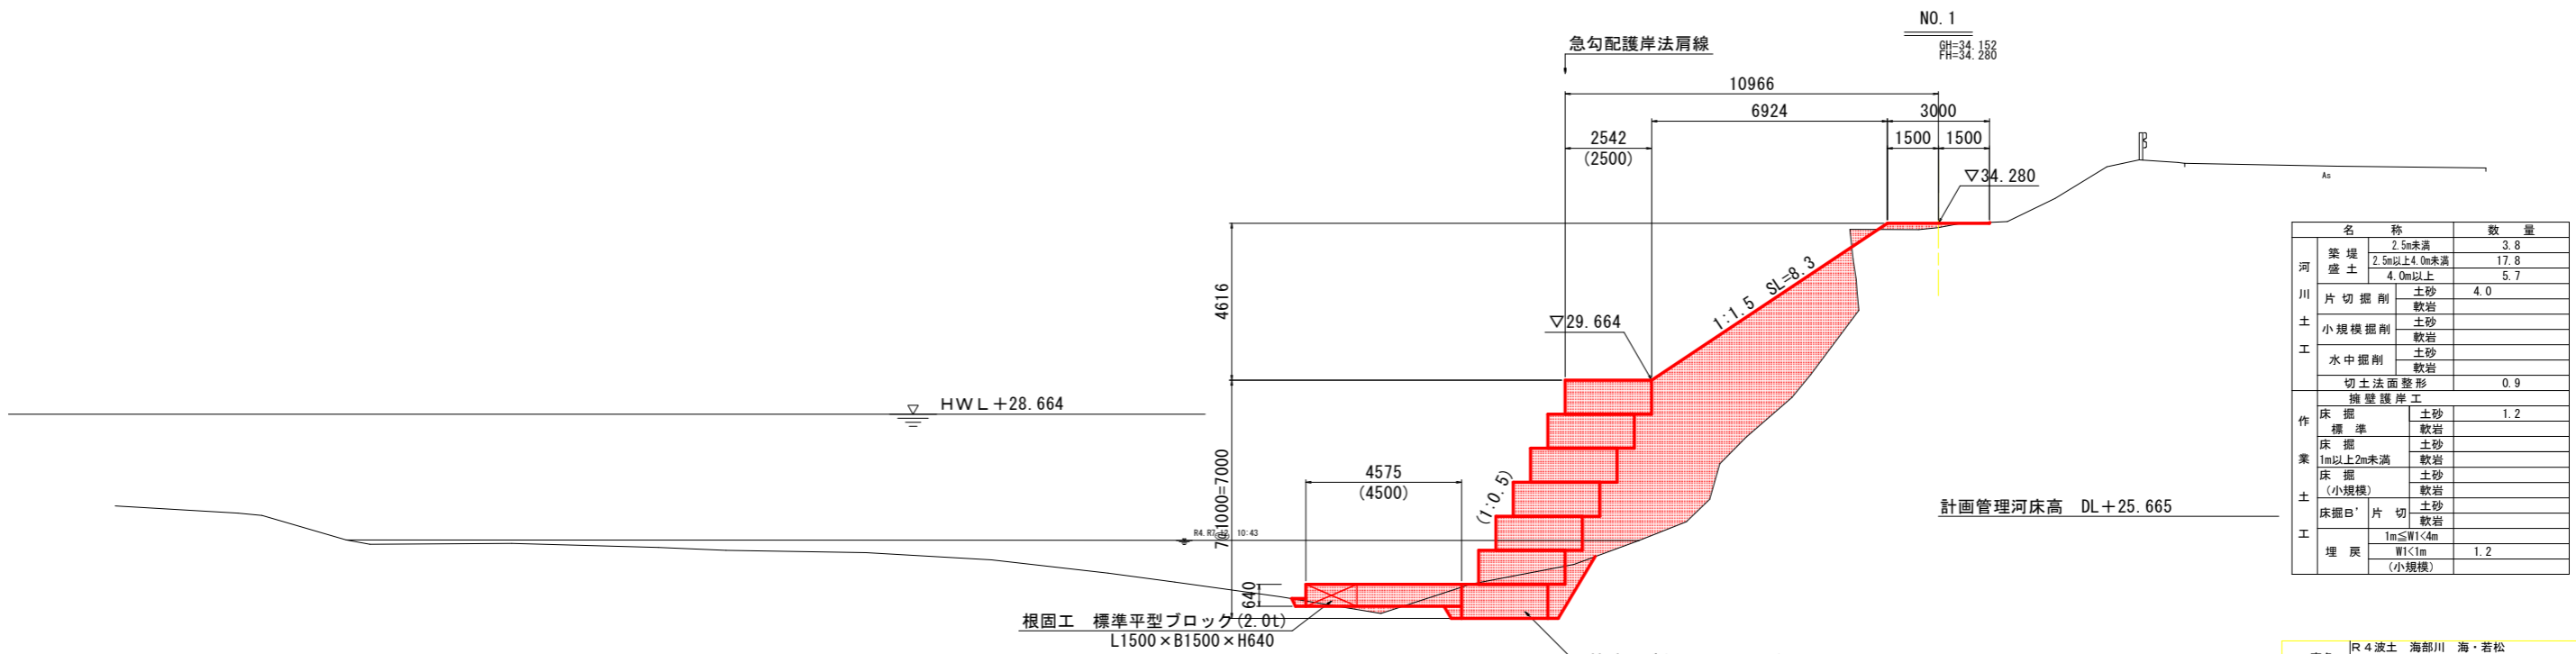 NO.1
GH=34.152
FH=34.280
急勾配護岸法肩線
10966
6924
3000
2542
(2500)
1500
1500
▽34.280
As
4616
1:1.5 SL=8.3
▽29.664
HWL+28.664
4575
(4500)
(1:0.5)
計画管理河床高 DL+25.665
10:43
640
根固工 標準平型ブロック(2.0t)
L1500×B1500×H640
名 称 数 量
河川土工
築堤盛土 2.5m未満 3.8
2.5m以上4.0m未満 17.8
4.0m以上 5.7
片切掘削 土砂 4.0
軟岩
小規模掘削 土砂
軟岩
水中掘削 土砂
軟岩
切土法面整形 0.9
作業土工
擁壁護岸工
床掘 標準 土砂 1.2
軟岩
床掘 1m以上2m未満 土砂
軟岩
床掘 (小規模) 土砂
軟岩
床掘B' 片切 土砂
軟岩
埋戻 1m≦W1<4m
W1<1m 1.2
(小規模)
R4波土 海部川 海・若松